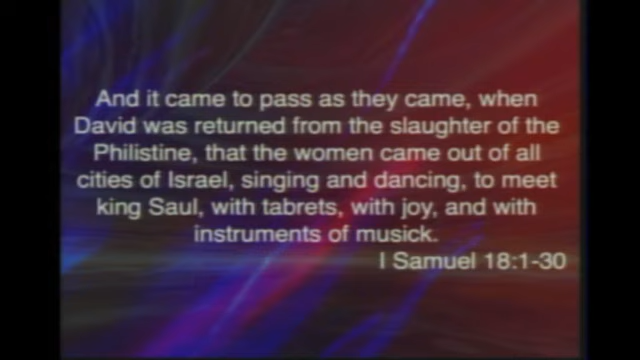 And it came to pass as they came, when
David was returned from the slaughter of the
Philistine, that the women came out of all
cities of Israel, singing and dancing, to meet
king Saul, with tabrets, with joy, and with
instruments of musick.
I Samuel 18:1-30